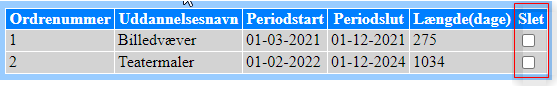 Ordrenummer Uddannelsesnavn Periodstart Periodslut Længde(dage) Slet
1 Billedvæver 01-03-2021 01-12-2021 275
2 Teatermaler 01-02-2022 01-12-2024 1034